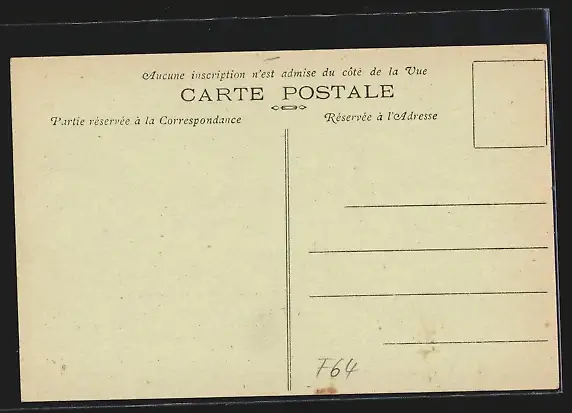 Aucune inscription n'est admise du côté de la Vue
CARTE POSTALE
Partie réservée à la Correspondance
Réservée à l'Adresse
F64